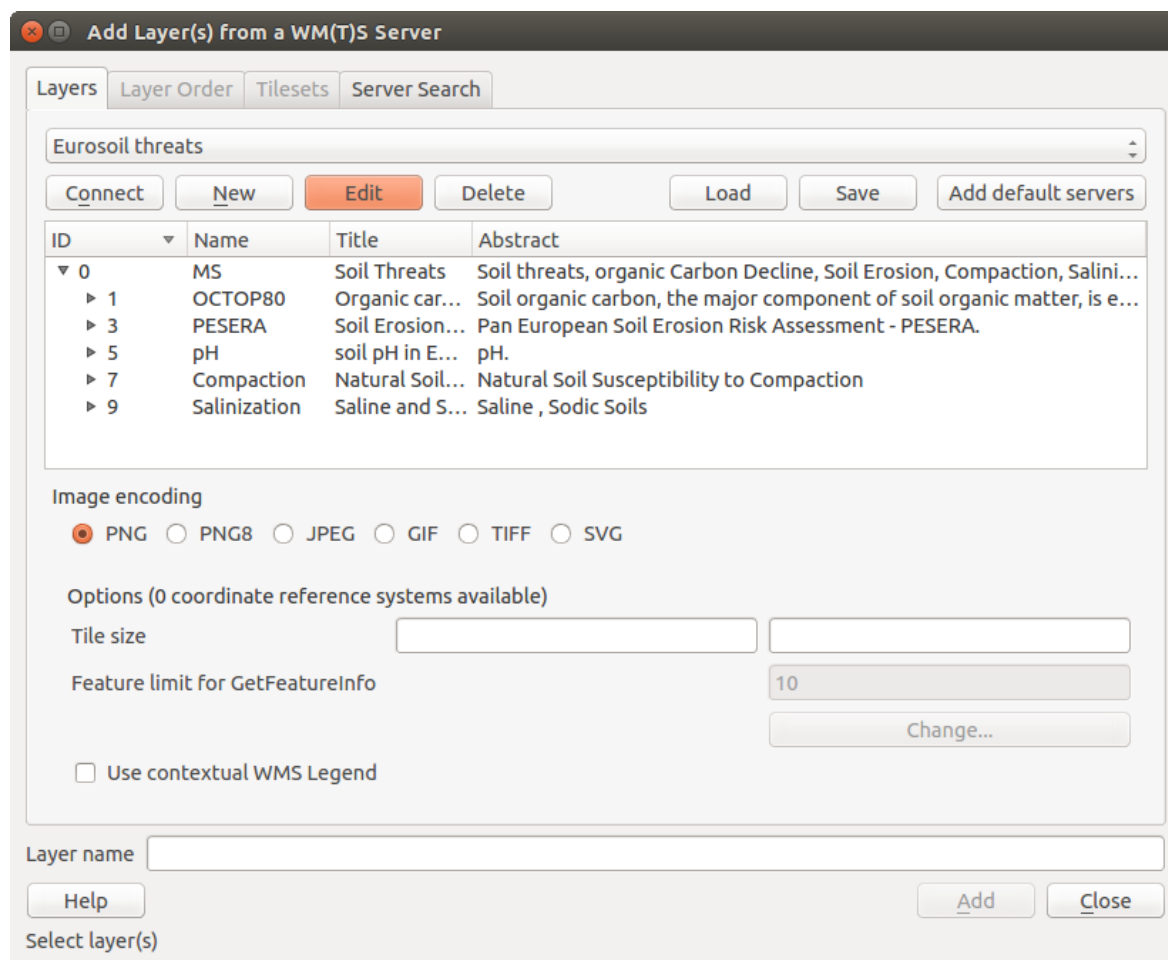 Add Layer(s) from a WM(T)S Server
Layers Layer Order Tilesets Server Search
Eurosoil threats
Connect New Edit Delete Load Save Add default servers
ID Name Title Abstract
0 MS Soil Threats Soil threats, organic Carbon Decline, Soil Erosion, Compaction, Salini...
1 OCTOP80 Organic car... Soil organic carbon, the major component of soil organic matter, is e...
3 PESERA Soil Erosion... Pan European Soil Erosion Risk Assessment - PESERA.
5 pH soil pH in E... pH.
7 Compaction Natural Soil... Natural Soil Susceptibility to Compaction
9 Salinization Saline and S... Saline , Sodic Soils
Image encoding
PNG PNG8 JPEG GIF TIFF SVG
Options (0 coordinate reference systems available)
Tile size
Feature limit for GetFeatureInfo 10
Change...
Use contextual WMS Legend
Layer name
Help Add Close
Select layer(s)